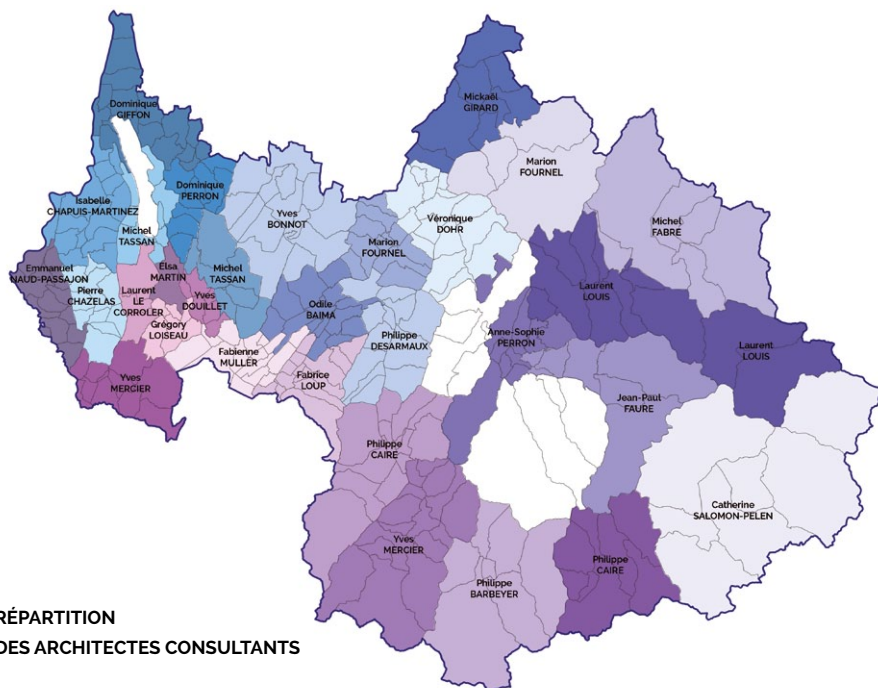 Dominique
GIFFON
Mickaël
GIRARD
Marion
FOURNEL
Dominique
PERRON
Isabelle
CHAPUIS-MARTINEZ
Yves
BONNOT
Véronique
DOHR
Michel
FABRE
Michel
TASSAN
Marion
FOURNEL
Emmanuel
NAUD-PASSAJON
Elsa
MARTIN
Michel
TASSAN
Pierre
CHAZELAS
Laurent
LE
CORROLER
Yves
DOUILLET
Laurent
LOUIS
Odile
BAIMA
Grégory
LOISEAU
Philippe
DESARMAUX
Anne-Sophie
PERRON
Laurent
LOUIS
Fabienne
MULLER
Fabrice
LOUP
Yves
MERCIER
Jean-Paul
FAURE
Philippe
CAIRE
Catherine
SALOMON-PELEN
Yves
MERCIER
Philippe
CAIRE
Philippe
BARBEYER
RÉPARTITION
DES ARCHITECTES CONSULTANTS